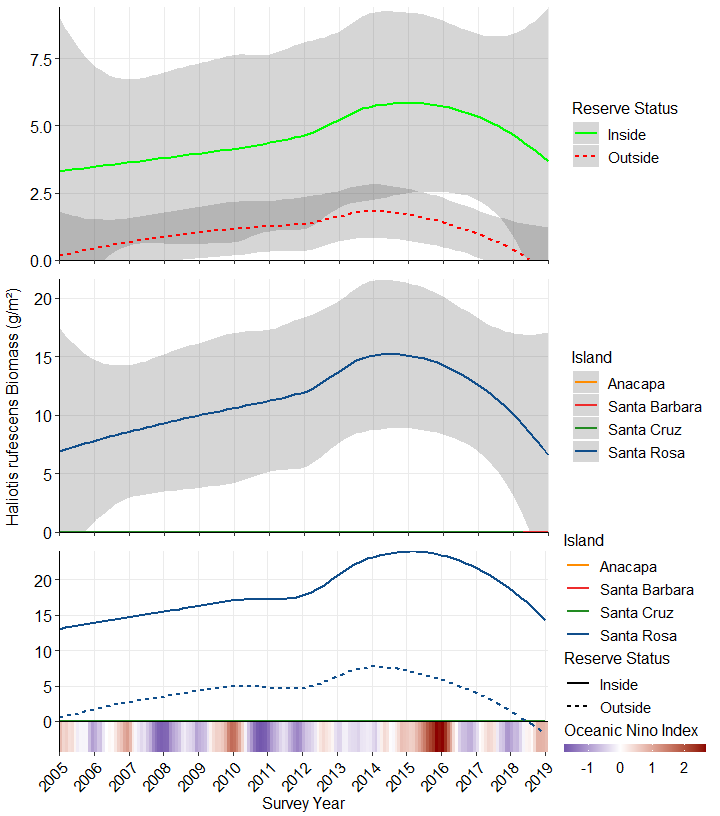 7.5
5.0
2.5
0.0
Reserve Status
Inside
Outside
Haliotis rufescens Biomass (g/m²)
20
15
10
5
0
Island
Anacapa
Santa Barbara
Santa Cruz
Santa Rosa
20
15
10
5
0
Island
Anacapa
Santa Barbara
Santa Cruz
Santa Rosa
Reserve Status
Inside
Outside
Oceanic Nino Index
-1 0 1 2
2005 2006 2007 2008 2009 2010 2011 2012 2013 2014 2015 2016 2017 2018 2019
Survey Year